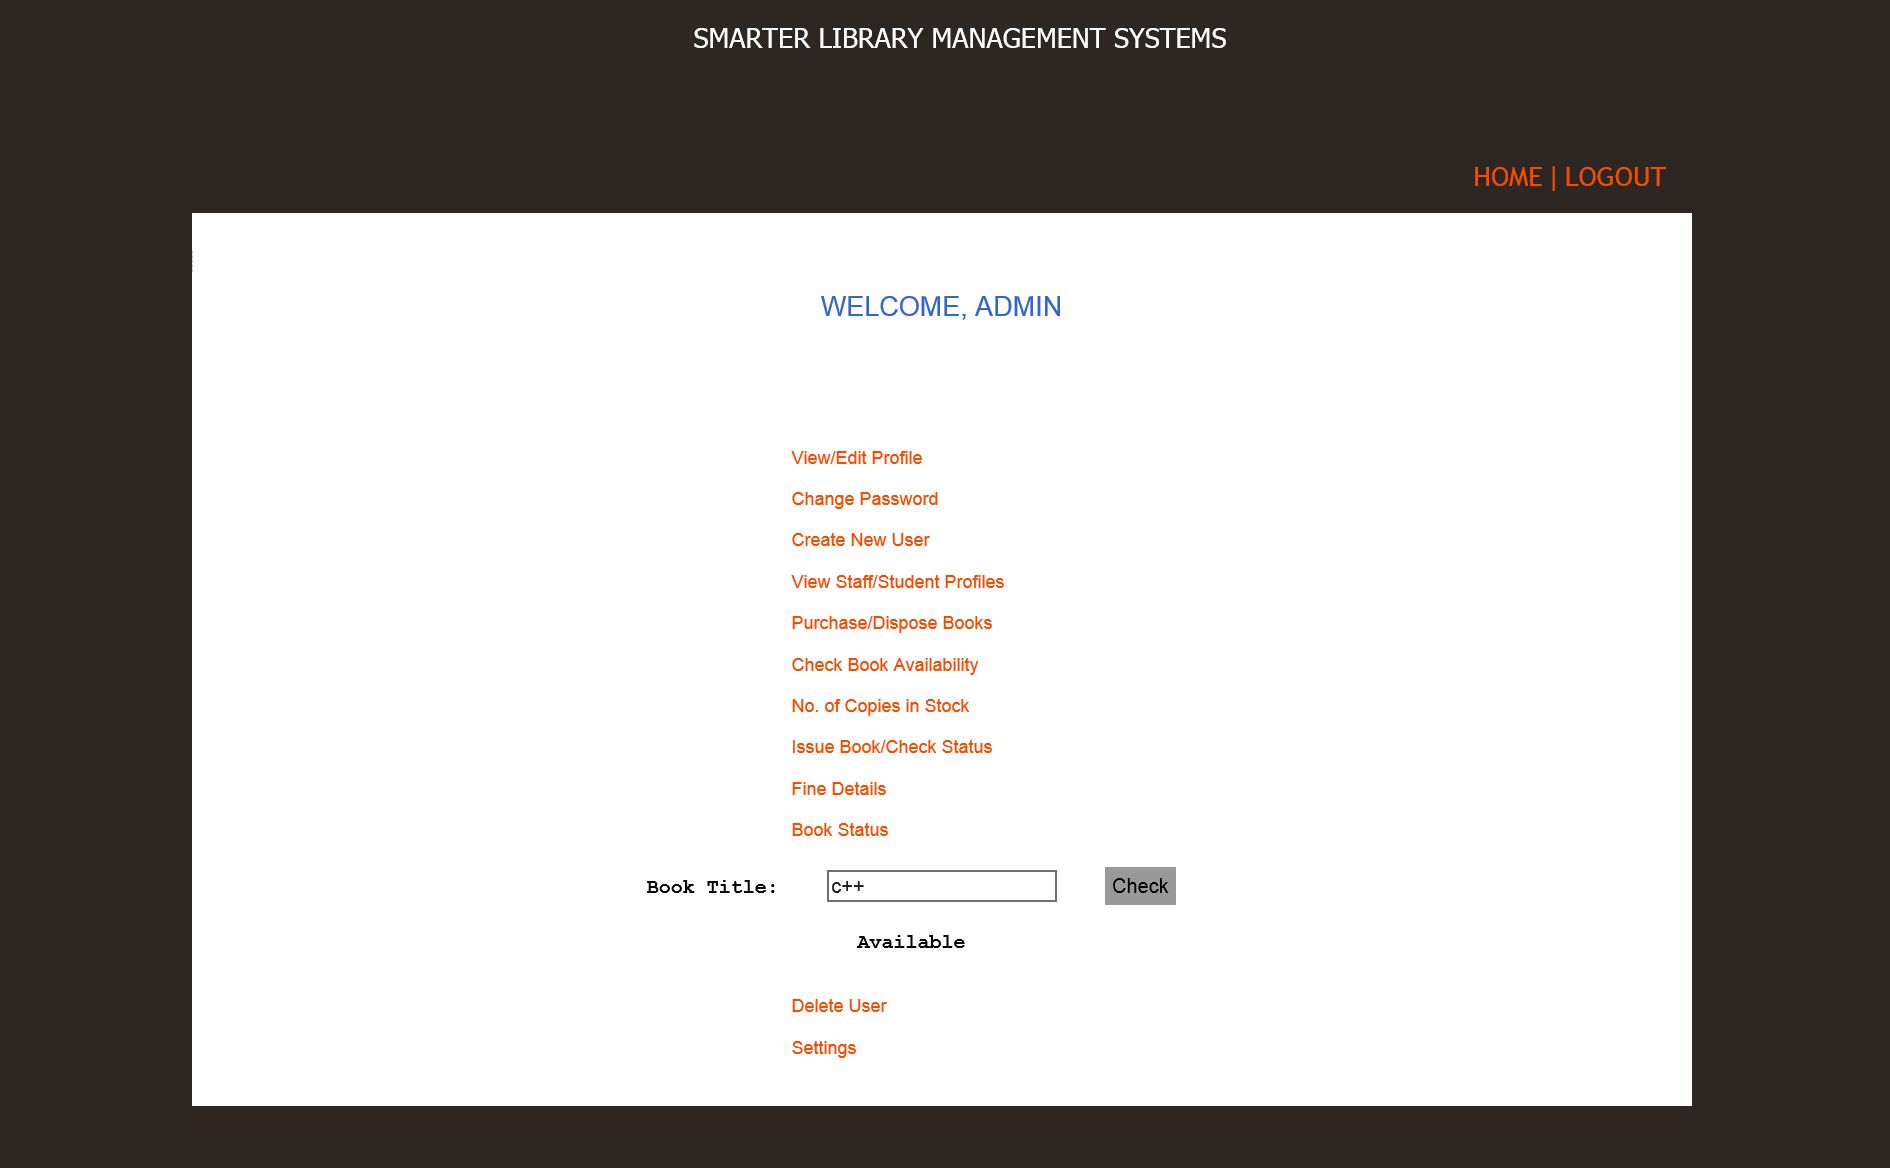 SMARTER LIBRARY MANAGEMENT SYSTEMS
HOME | LOGOUT
WELCOME, ADMIN
View/Edit Profile
Change Password
Create New User
View Staff/Student Profiles
Purchase/Dispose Books
Check Book Availability
No. of Copies in Stock
Issue Book/Check Status
Fine Details
Book Status
Book Title: c++ Check
Available
Delete User
Settings